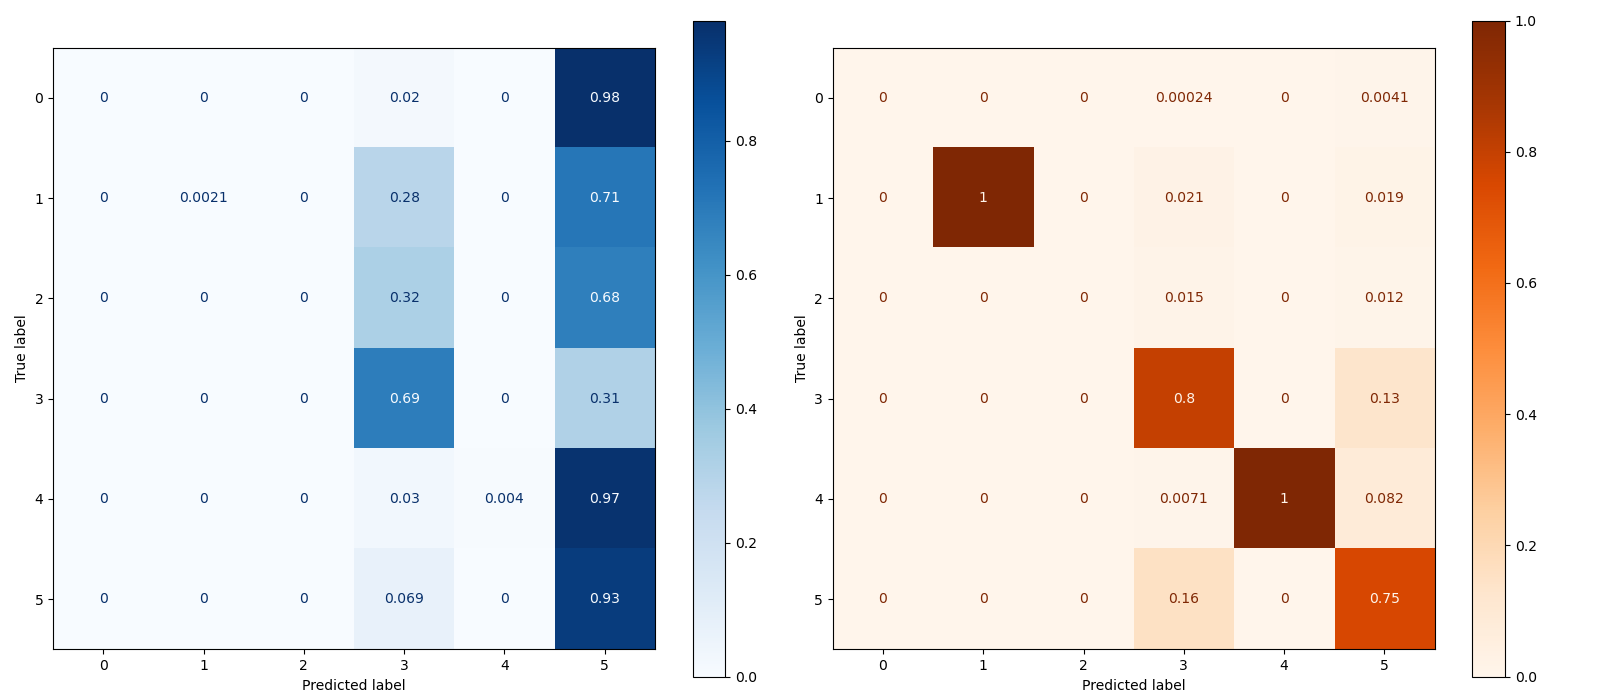 0 0 0 0 0.02 0 0.98
1 0 0.0021 0 0.28 0 0.71
2 0 0 0 0.32 0 0.68
3 0 0 0 0.69 0 0.31
4 0 0 0 0.03 0.004 0.97
5 0 0 0 0.069 0 0.93
0 1 2 3 4 5
True label
Predicted label
0.8
0.6
0.4
0.2
0.0
0 0 0 0 0.00024 0 0.0041
1 0 1 0 0.021 0 0.019
2 0 0 0 0.015 0 0.012
3 0 0 0 0.8 0 0.13
4 0 0 0 0.0071 1 0.082
5 0 0 0 0.16 0 0.75
0 1 2 3 4 5
True label
Predicted label
1.0
0.8
0.6
0.4
0.2
0.0